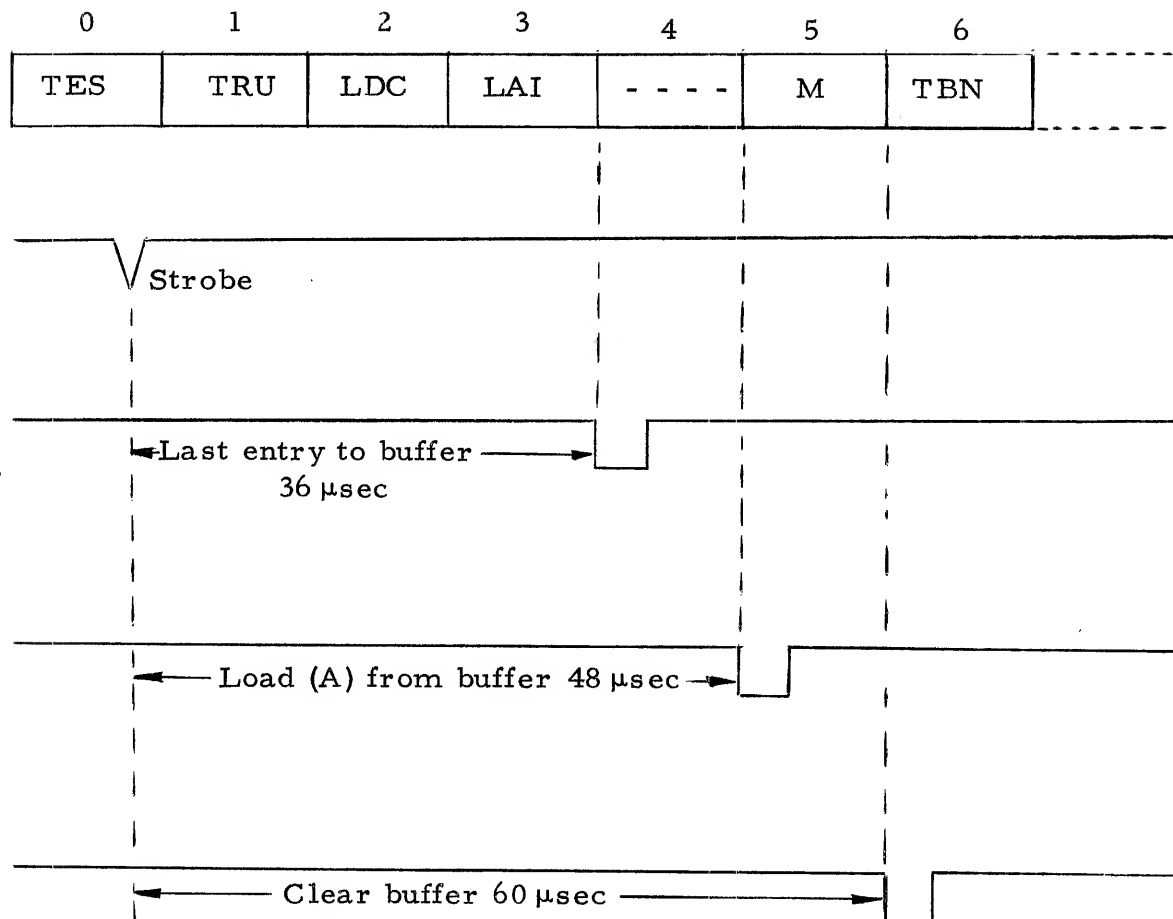 0 1 2 3 4 5 6
TES TRU LDC LAI - - - - M TBN
Strobe
Last entry to buffer
36 μsec
Load (A) from buffer 48 μsec
Clear buffer 60 μsec